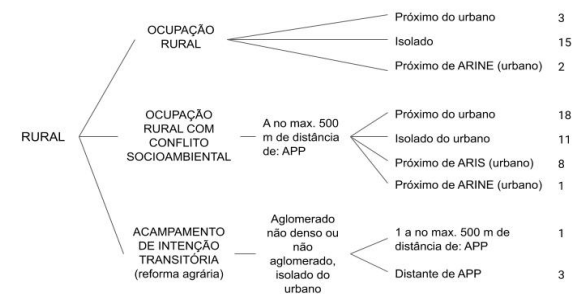 RURAL
OCUPAÇÃO
RURAL
Próximo do urbano 3
Isolado 15
Próximo de ARINE (urbano) 2
OCUPAÇÃO
RURAL COM
CONFLITO
SOCIOAMBIENTAL
A no max. 500
m de distância
de: APP
Próximo do urbano 18
Isolado do urbano 11
Próximo de ARIS (urbano) 8
Próximo de ARINE (urbano) 1
ACAMPAMENTO
DE INTENÇÃO
TRANSITÓRIA
(reforma agrária)
Aglomerado
não denso ou
não
aglomerado,
isolado do
urbano
1 a no max. 500 m de 1
distância de: APP
Distante de APP 3